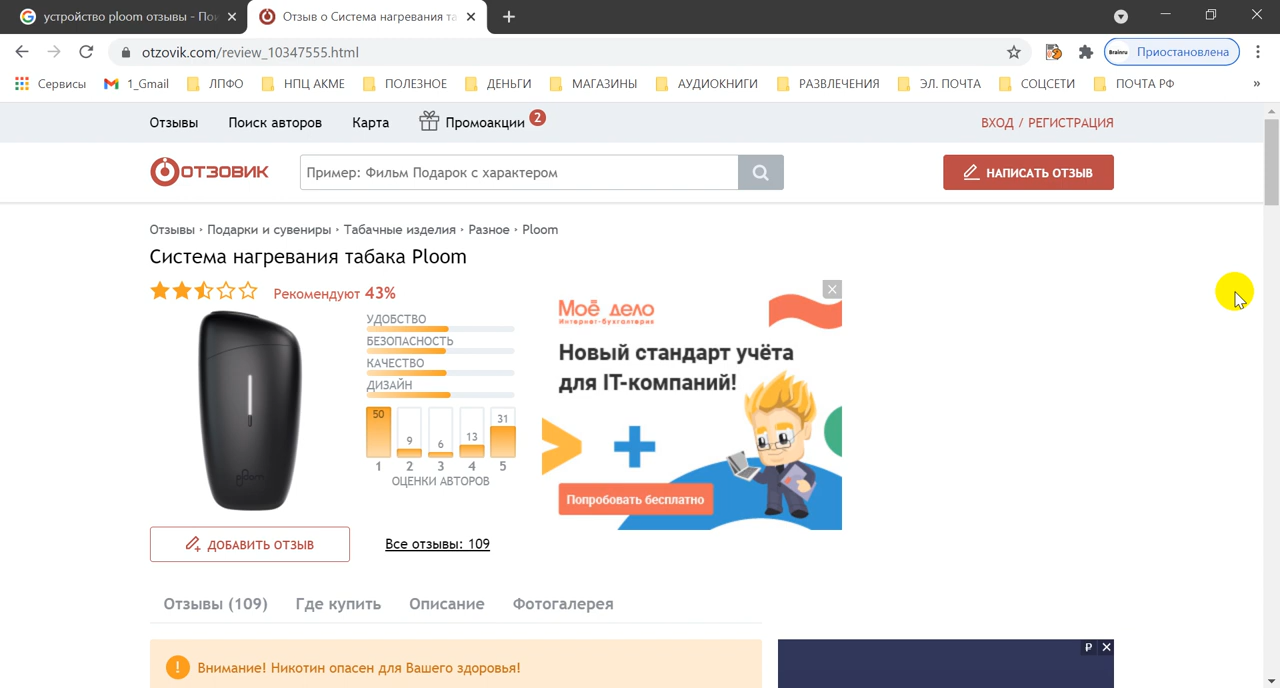 устройство ploom отзывы - Пои
Отзыв о Система нагревания та
otzovik.com/review_10347555.html
Brainru
Приостановлена
Сервисы
1_Gmail
ЛПФО
НПЦ АКМЕ
ПОЛЕЗНОЕ
ДЕНЬГИ
МАГАЗИНЫ
АУДИОКНИГИ
РАЗВЛЕЧЕНИЯ
ЭЛ. ПОЧТА
СОЦСЕТИ
ПОЧТА РФ
»
Отзывы
Поиск авторов
Карта
Промоакции
2
ВХОД / РЕГИСТРАЦИЯ
ОТЗОВИК
Пример: Фильм Подарок с характером
НАПИСАТЬ ОТЗЫВ
Отзывы › Подарки и сувениры › Табачные изделия › Разное › Ploom
Система нагревания табака Ploom
Рекомендуют 43%
УДОБСТВО
БЕЗОПАСНОСТЬ
КАЧЕСТВО
ДИЗАЙН
50 9 6 13 31
1 2 3 4 5
ОЦЕНКИ АВТОРОВ
ploom
Моё дело
Интернет-бухгалтерия
Новый стандарт учёта
для IT-компаний!
Попробовать бесплатно
ДОБАВИТЬ ОТЗЫВ
Все отзывы: 109
Отзывы (109)
Где купить
Описание
Фотогалерея
! Внимание! Никотин опасен для Вашего здоровья!